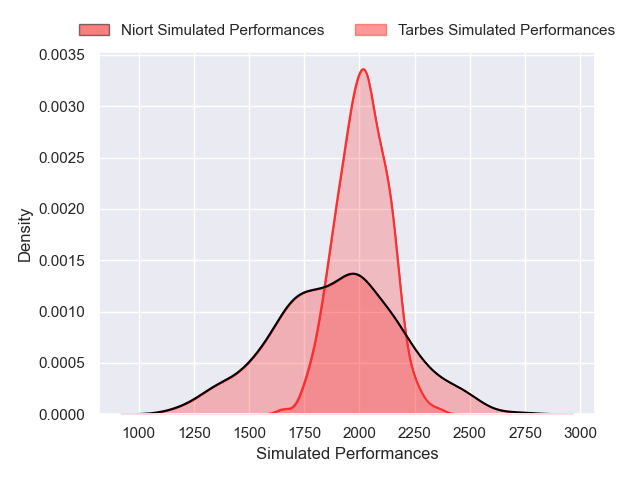 Niort Simulated Performances Tarbes Simulated Performances
0.0035
0.0030
0.0025
0.0020
0.0015
0.0010
0.0005
0.0000
Density
1000 1250 1500 1750 2000 2250 2500 2750 3000
Simulated Performances